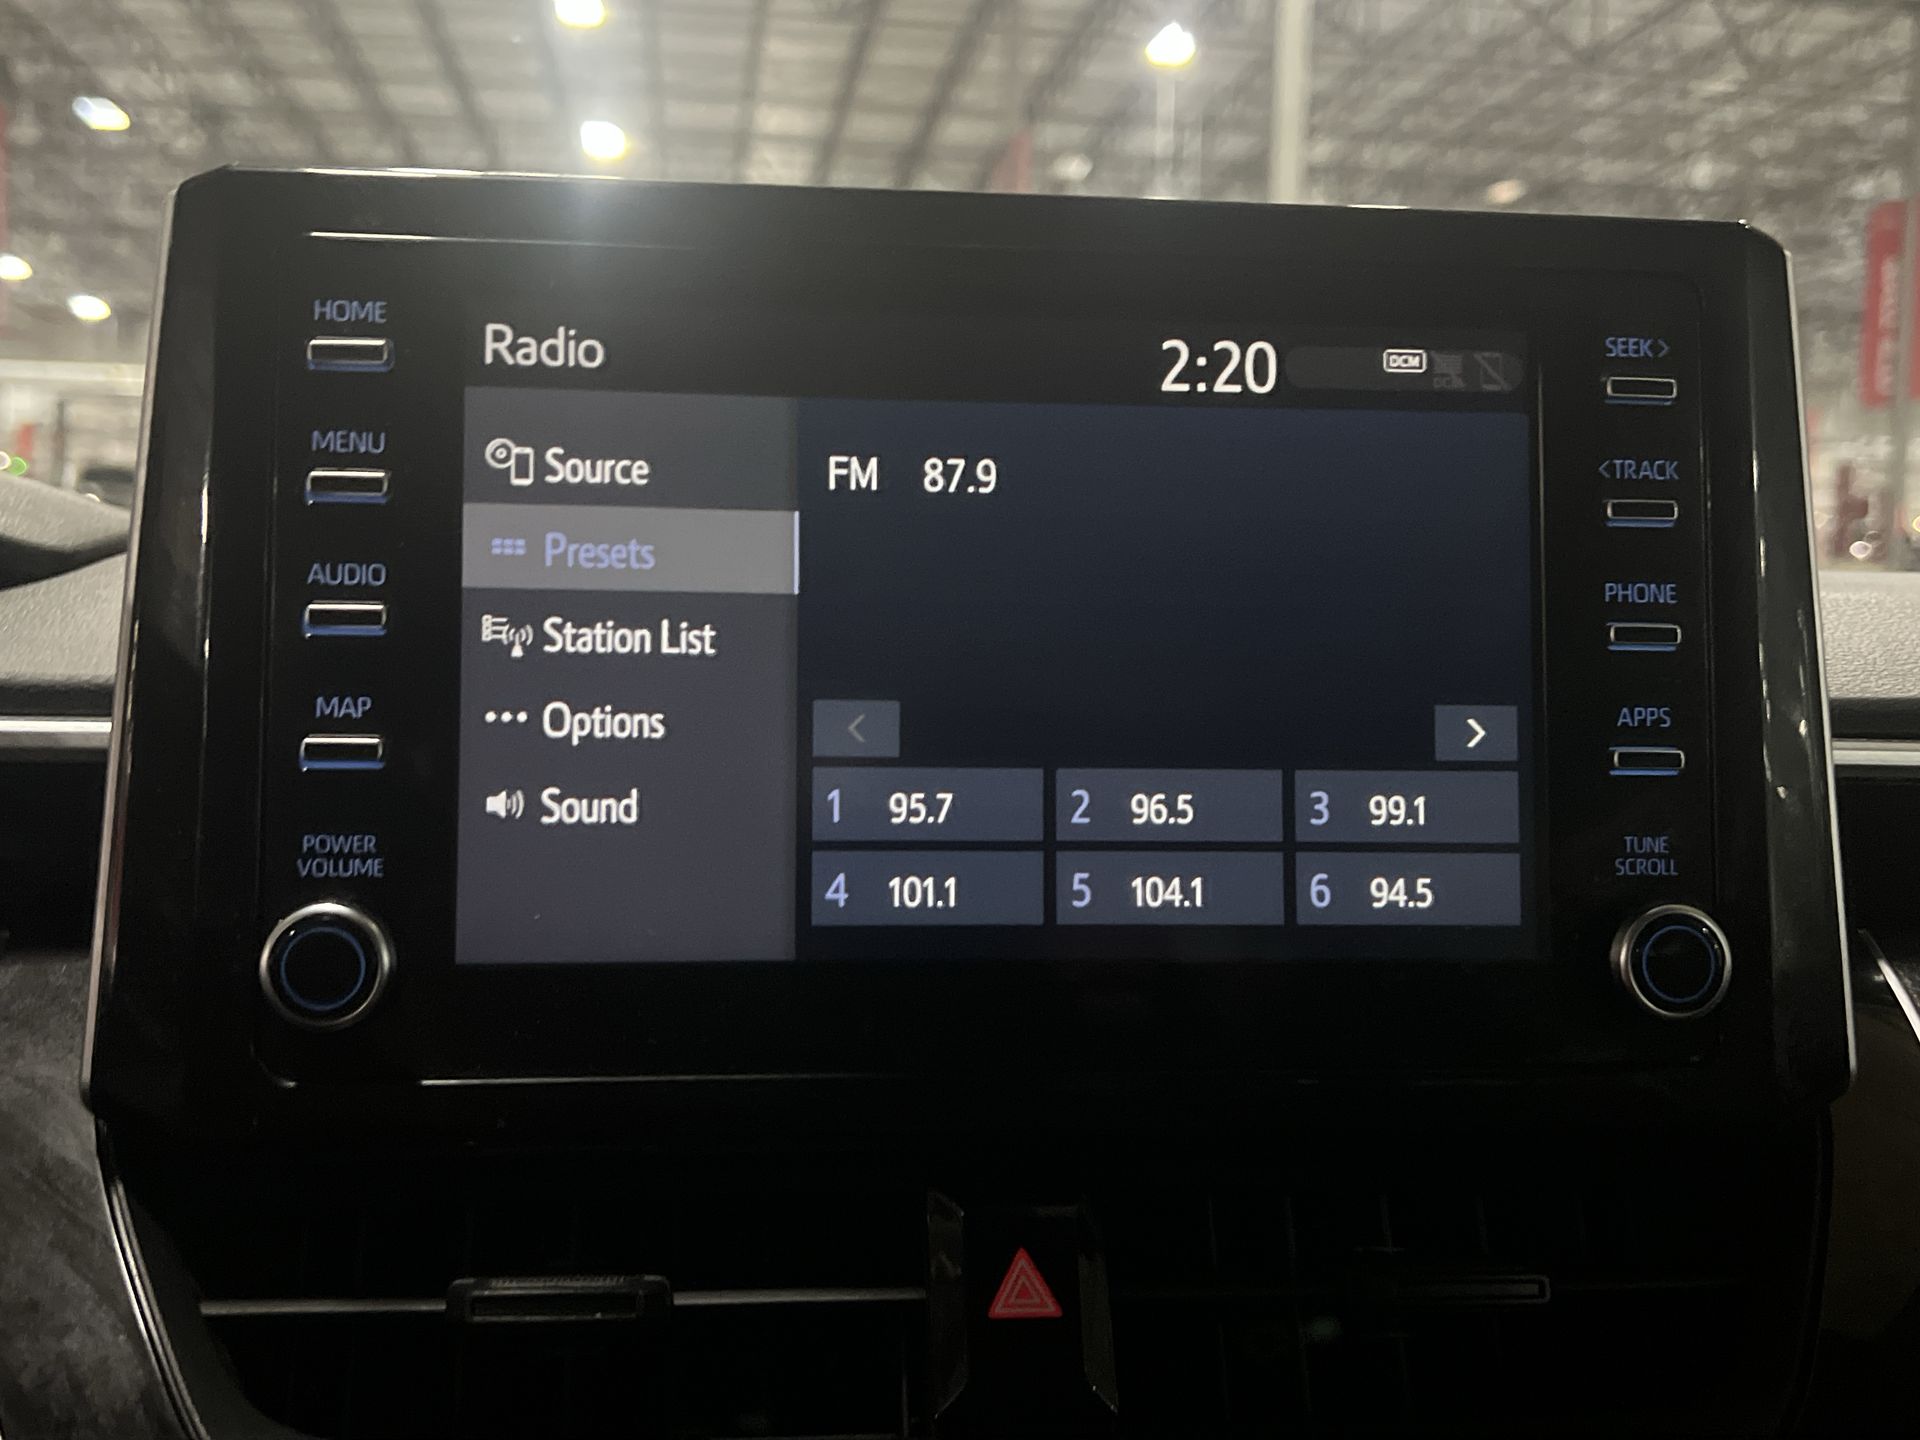 HOME
MENU
AUDIO
MAP
POWER
VOLUME
Radio
2:20
DCM
Source
Presets
Station List
Options
Sound
FM 87.9
<
>
1 95.7
2 96.5
3 99.1
4 101.1
5 104.1
6 94.5
SEEK>
<TRACK
PHONE
APPS
TUNE
SCROLL